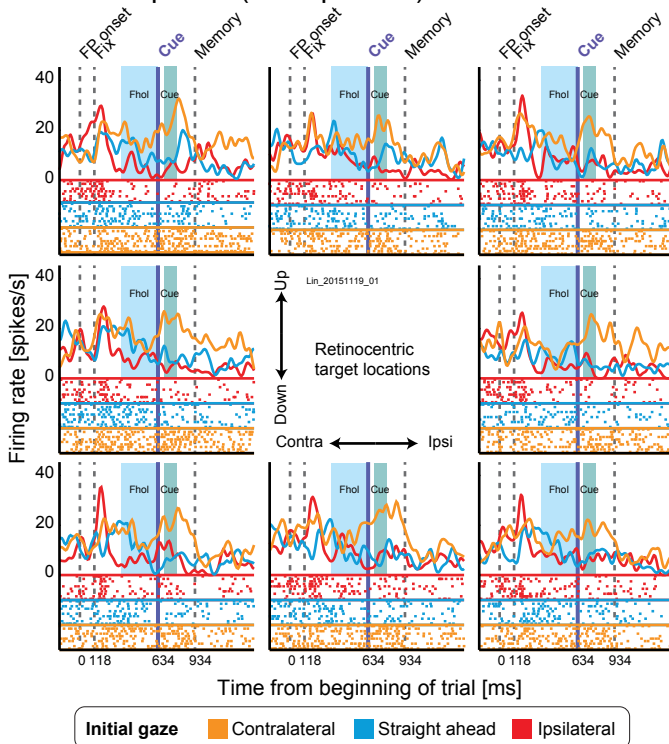 FP onset
Fix
Cue
Memory
FP onset
Fix
Cue
Memory
FP onset
Fix
Cue
Memory
40
20
0
Fhol
Cue
Fhol
Cue
Fhol
Cue
40
20
0
Fhol
Cue
Lin_20151119_01
Up
Down
Retinocentric
target locations
Contra
Ipsi
Fhol
Cue
Firing rate [spikes/s]
40
20
0
Fhol
Cue
Fhol
Cue
Fhol
Cue
0 118 634 934
0 118 634 934
0 118 634 934
Time from beginning of trial [ms]
Initial gaze Contralateral Straight ahead Ipsilateral